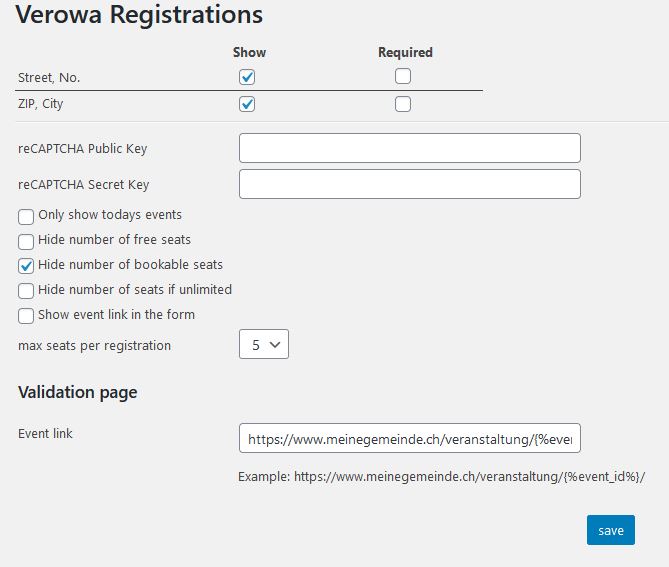 Verowa Registrations
Show Required
Street, No.
ZIP, City
reCAPTCHA Public Key
reCAPTCHA Secret Key
Only show todays events
Hide number of free seats
Hide number of bookable seats
Hide number of seats if unlimited
Show event link in the form
max seats per registration 5
Validation page
Event link https://www.meinegemeinde.ch/veranstaltung/{%eve
Example: https://www.meinegemeinde.ch/veranstaltung/{%event_id%}/
save